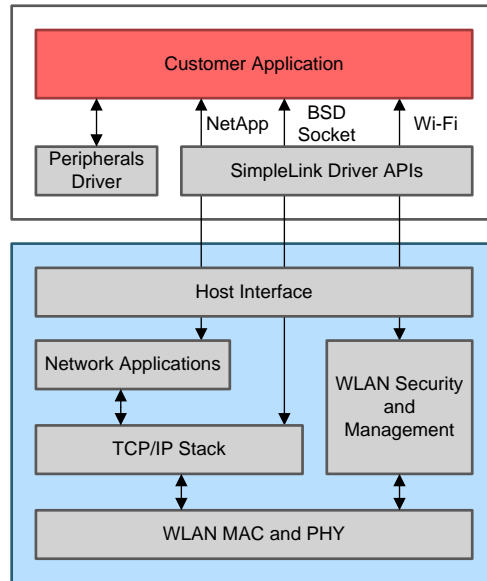 Customer Application
NetApp
BSD
Socket
Wi-Fi
Peripherals
Driver
SimpleLink Driver APIs
Host Interface
Network Applications
WLAN Security
and
Management
TCP/IP Stack
WLAN MAC and PHY